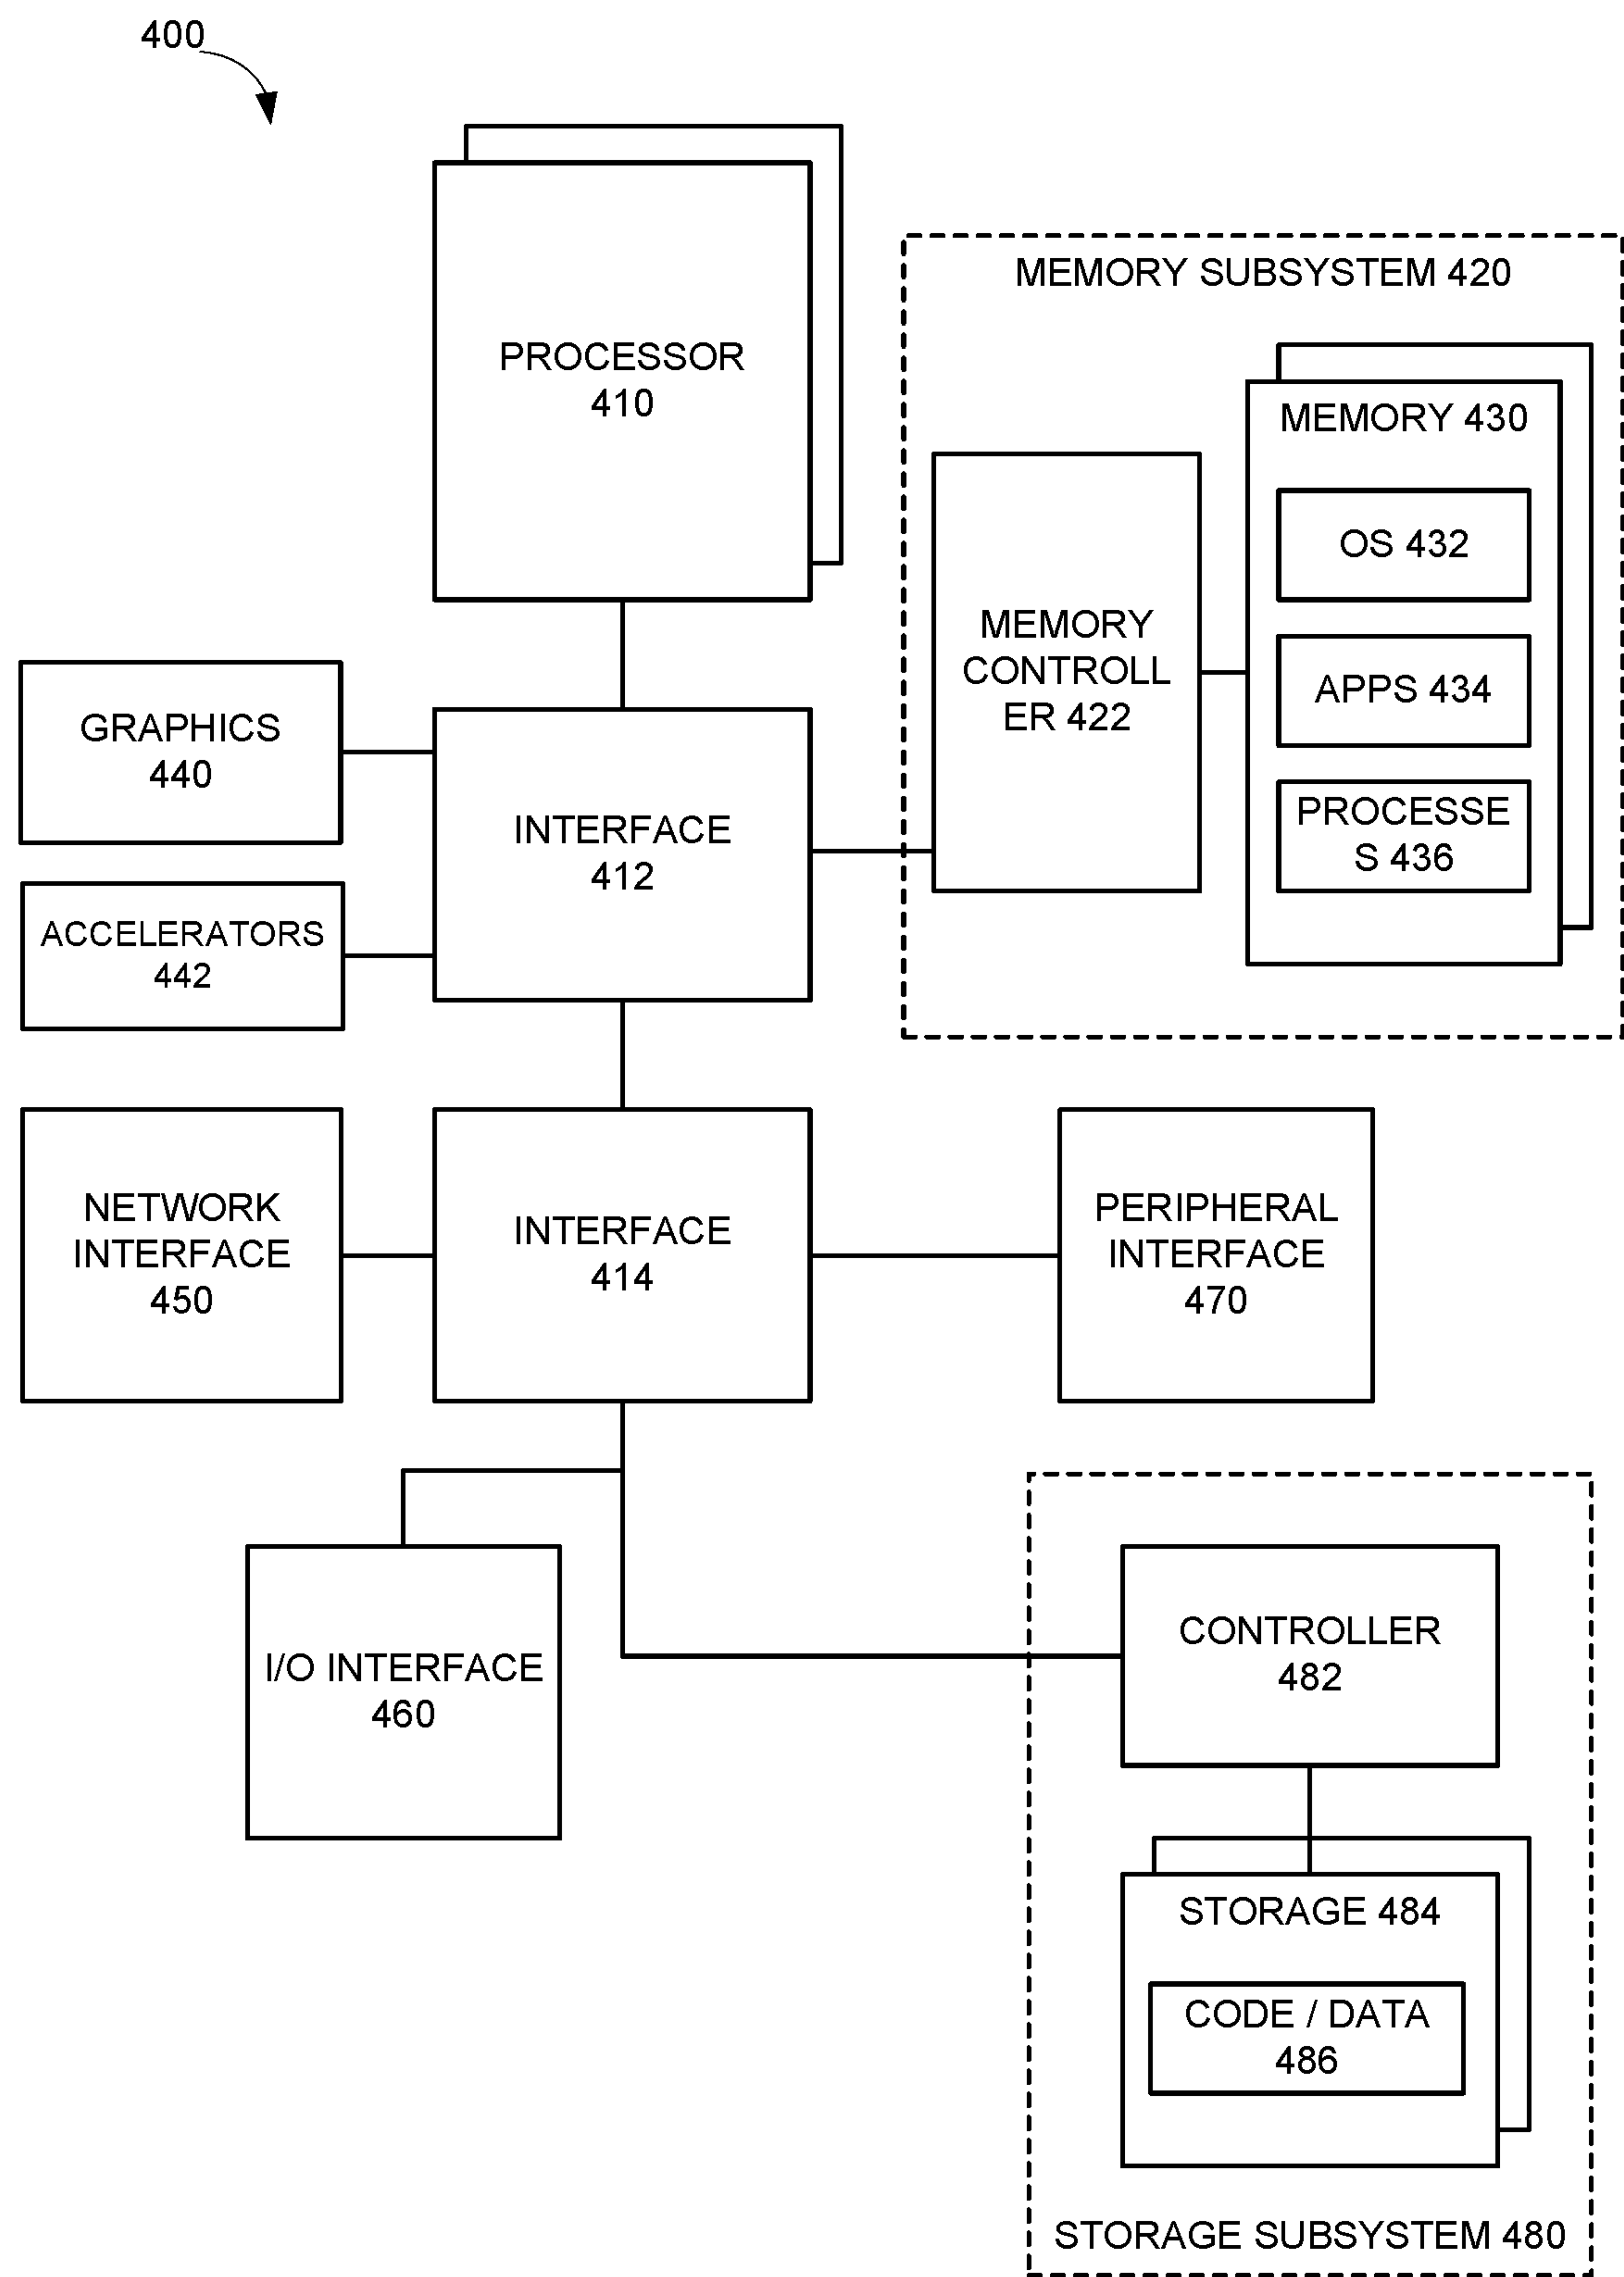 400
PROCESSOR
410
MEMORY SUBSYSTEM 420
MEMORY 430
OS 432
APPS 434
PROCESSE
S 436
MEMORY
CONTROLL
ER 422
GRAPHICS
440
INTERFACE
412
ACCELERATORS
442
NETWORK
INTERFACE
450
INTERFACE
414
PERIPHERAL
INTERFACE
470
I/O INTERFACE
460
CONTROLLER
482
STORAGE 484
CODE / DATA
486
STORAGE SUBSYSTEM 480